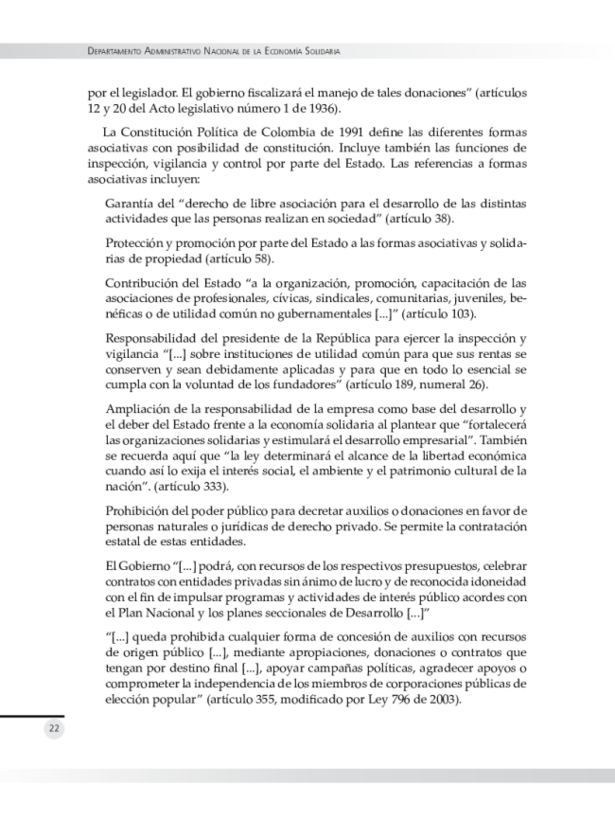 Departamento Administrativo Nacional de la Economía Solidaria
por el legislador. El gobierno fiscalizará el manejo de tales donaciones” (artículos
12 y 20 del Acto legislativo número 1 de 1936).
La Constitución Política de Colombia de 1991 define las diferentes formas
asociativas con posibilidad de constitución. Incluye también las funciones de
inspección, vigilancia y control por parte del Estado. Las referencias a formas
asociativas incluyen:
Garantía del “derecho de libre asociación para el desarrollo de las distintas
actividades que las personas realizan en sociedad” (artículo 38).
Protección y promoción por parte del Estado a las formas asociativas y solida-
rias de propiedad (artículo 58).
Contribución del Estado “a la organización, promoción, capacitación de las
asociaciones de profesionales, cívicas, sindicales, comunitarias, juveniles, be-
néficas o de utilidad común no gubernamentales [...]” (artículo 103).
Responsabilidad del presidente de la República para ejercer la inspección y
vigilancia “[...] sobre instituciones de utilidad común para que sus rentas se
conserven y sean debidamente aplicadas y para que en todo lo esencial se
cumpla con la voluntad de los fundadores” (artículo 189, numeral 26).
Ampliación de la responsabilidad de la empresa como base del desarrollo y
el deber del Estado frente a la economía solidaria al plantear que “fortalecerá
las organizaciones solidarias y estimulará el desarrollo empresarial”. También
se recuerda aquí que “la ley determinará el alcance de la libertad económica
cuando así lo exija el interés social, el ambiente y el patrimonio cultural de la
nación”. (artículo 333).
Prohibición del poder público para decretar auxilios o donaciones en favor de
personas naturales o jurídicas de derecho privado. Se permite la contratación
estatal de estas entidades.
El Gobierno “[...] podrá, con recursos de los respectivos presupuestos, celebrar
contratos con entidades privadas sin ánimo de lucro y de reconocida idoneidad
con el fin de impulsar programas y actividades de interés público acordes con
el Plan Nacional y los planes seccionales de Desarrollo [...]”
“[...] queda prohibida cualquier forma de concesión de auxilios con recursos
de origen público [...], mediante apropiaciones, donaciones o contratos que
tengan por destino final [...], apoyar campañas políticas, agradecer apoyos o
comprometer la independencia de los miembros de corporaciones públicas de
elección popular” (artículo 355, modificado por Ley 796 de 2003).
22